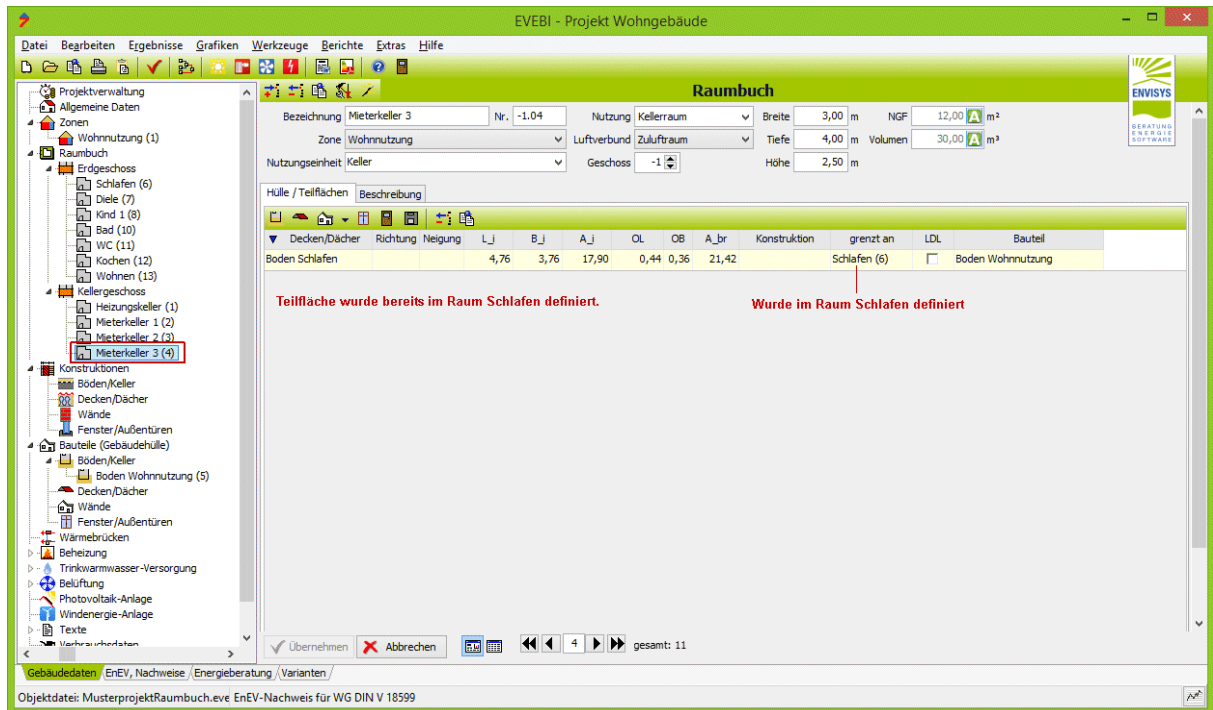 EVEBI - Projekt Wohngebäude
Datei Bearbeiten Ergebnisse Grafiken Werkzeuge Berichte Extras Hilfe
Projektverwaltung
Allgemeine Daten
Zonen
Wohnnutzung (1)
Raumbuch
Erdgeschoss
Schlafen (6)
Diele (7)
Kind 1 (8)
Bad (10)
WC (11)
Kochen (12)
Wohnen (13)
Kellergeschoss
Heizungskeller (1)
Mieterkeller 1 (2)
Mieterkeller 2 (3)
Mieterkeller 3 (4)
Konstruktionen
Böden/Keller
Decken/Dächer
Wände
Fenster/Außentüren
Bauteile (Gebäudehülle)
Böden/Keller
Boden Wohnnutzung (5)
Decken/Dächer
Wände
Fenster/Außentüren
Wärmebrücken
Beheizung
Trinkwarmwasser-Versorgung
Belüftung
Photovoltaik-Anlage
Windenergie-Anlage
Texte
Verbrauchsdaten
Raumbuch
ENVISYS
BERATUNG
ENERGIE
SOFTWARE
Bezeichnung Mieterkeller 3 Nr. -1.04 Nutzung Kellerraum Breite 3,00 m NGF 12,00 A m²
Zone Wohnnutzung Luftverbund Zuluftraum Tiefe 4,00 m Volumen 30,00 A m³
Nutzungseinheit Keller Geschoss -1 Höhe 2,50 m
Hülle / Teilflächen Beschreibung
Decken/Dächer Richtung Neigung L_i B_i A_i OL OB A_br Konstruktion grenzt an LDL Bauteil
Boden Schlafen 4,76 3,76 17,90 0,44 0,36 21,42 Schlafen (6) Boden Wohnnutzung
Teilfläche wurde bereits im Raum Schlafen definiert.
Wurde im Raum Schlafen definiert
Übernehmen Abbrechen 4 gesamt: 11
Gebäudedaten EnEV, Nachweise Energieberatung Varianten
Objektdatei: MusterprojektRaumbuch.eve EnEV-Nachweis für WG DIN V 18599